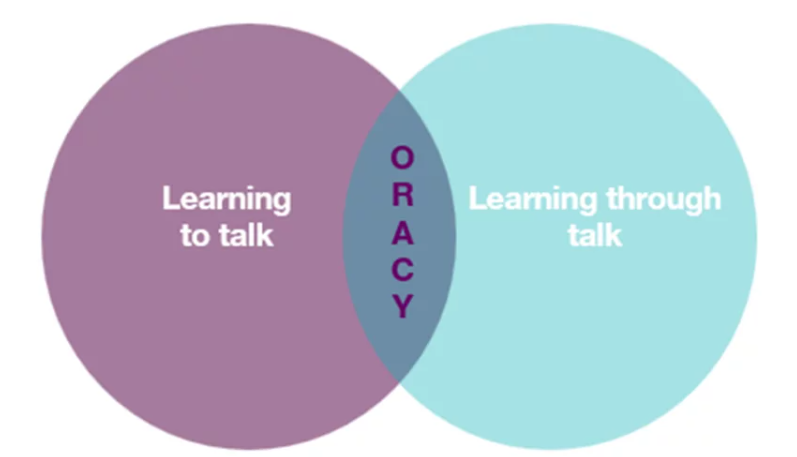 Learning
to talk
O
R
A
C
Y
Learning through
talk